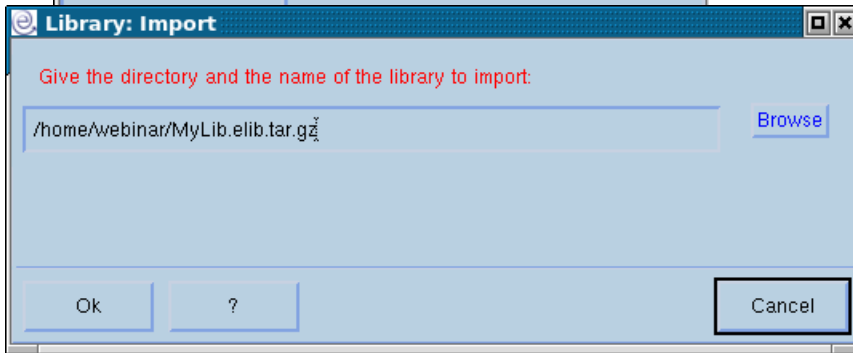 Library: Import
Give the directory and the name of the library to import:
/home/webinar/MyLib.elib.tar.gz
Browse
Ok
?
Cancel